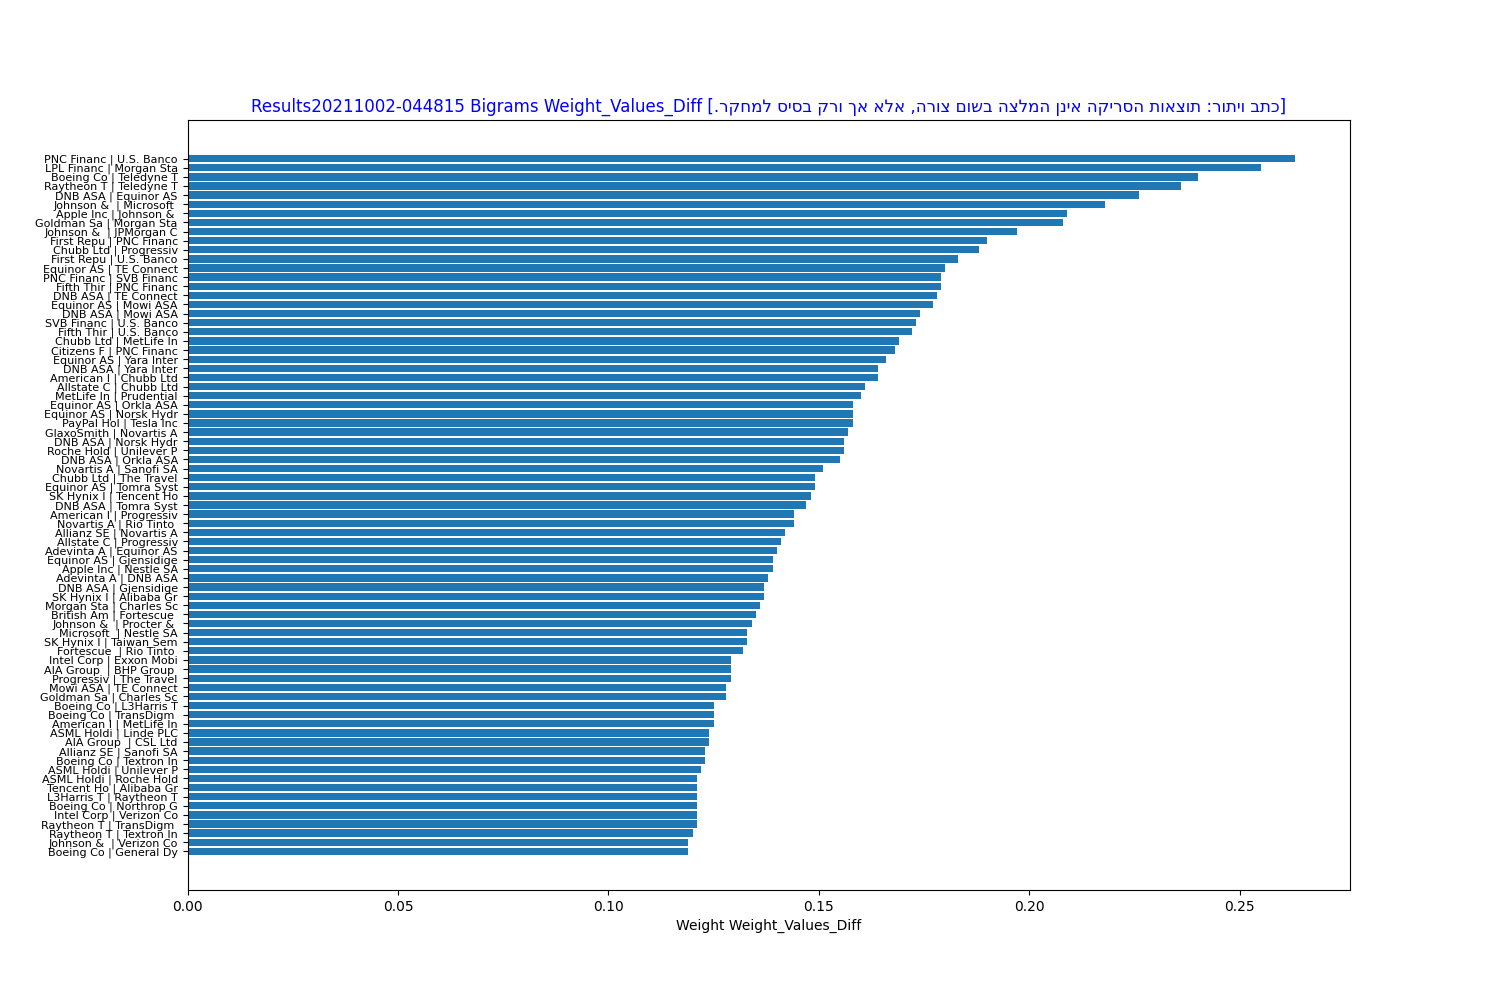 Results20211002-044815 Bigrams Weight_Values_Diff [כתב ויתור: תוצאות הסריקה אינן המלצה בשום צורה, אלא אך ורק בסיס למחקר.]
PNC Financ | U.S. Banco
LPL Financ | Morgan Sta
Boeing Co | Teledyne T
Raytheon T | Teledyne T
DNB ASA | Equinor AS
Johnson &  | Microsoft
Apple Inc | Johnson &
Goldman Sa | Morgan Sta
Johnson &  | JPMorgan C
First Repu | PNC Financ
Chubb Ltd | Progressiv
First Repu | U.S. Banco
Equinor AS | TE Connect
PNC Financ | SVB Financ
Fifth Thir | PNC Financ
DNB ASA | TE Connect
Equinor AS | Mowi ASA
DNB ASA | Mowi ASA
SVB Financ | U.S. Banco
Fifth Thir | U.S. Banco
Chubb Ltd | MetLife In
Citizens F | PNC Financ
Equinor AS | Yara Inter
DNB ASA | Yara Inter
American I | Chubb Ltd
Allstate C | Chubb Ltd
MetLife In | Prudential
Equinor AS | Orkla ASA
Equinor AS | Norsk Hydr
PayPal Hol | Tesla Inc
GlaxoSmith | Novartis A
DNB ASA | Norsk Hydr
Roche Hold | Unilever P
DNB ASA | Orkla ASA
Novartis A | Sanofi SA
Chubb Ltd | The Travel
Equinor AS | Tomra Syst
SK Hynix I | Tencent Ho
DNB ASA | Tomra Syst
American I | Progressiv
Novartis A | Rio Tinto
Allianz SE | Novartis A
Allstate C | Progressiv
Adevinta A | Equinor AS
Equinor AS | Gjensidige
Apple Inc | Nestle SA
Adevinta A | DNB ASA
DNB ASA | Gjensidige
SK Hynix I | Alibaba Gr
Morgan Sta | Charles Sc
British Am | Fortescue
Johnson &  | Procter &
Microsoft  | Nestle SA
SK Hynix I | Taiwan Sem
Fortescue  | Rio Tinto
Intel Corp | Exxon Mobi
AIA Group  | BHP Group
Progressiv | The Travel
Mowi ASA | TE Connect
Goldman Sa | Charles Sc
Boeing Co | L3Harris T
Boeing Co | TransDigm
American I | MetLife In
ASML Holdi | Linde PLC
AIA Group  | CSL Ltd
Allianz SE | Sanofi SA
Boeing Co | Textron In
ASML Holdi | Unilever P
ASML Holdi | Roche Hold
Tencent Ho | Alibaba Gr
L3Harris T | Raytheon T
Boeing Co | Northrop G
Intel Corp | Verizon Co
Raytheon T | TransDigm
Raytheon T | Textron In
Johnson &  | Verizon Co
Boeing Co | General Dy
0.00 0.05 0.10 0.15 0.20 0.25
Weight Weight_Values_Diff